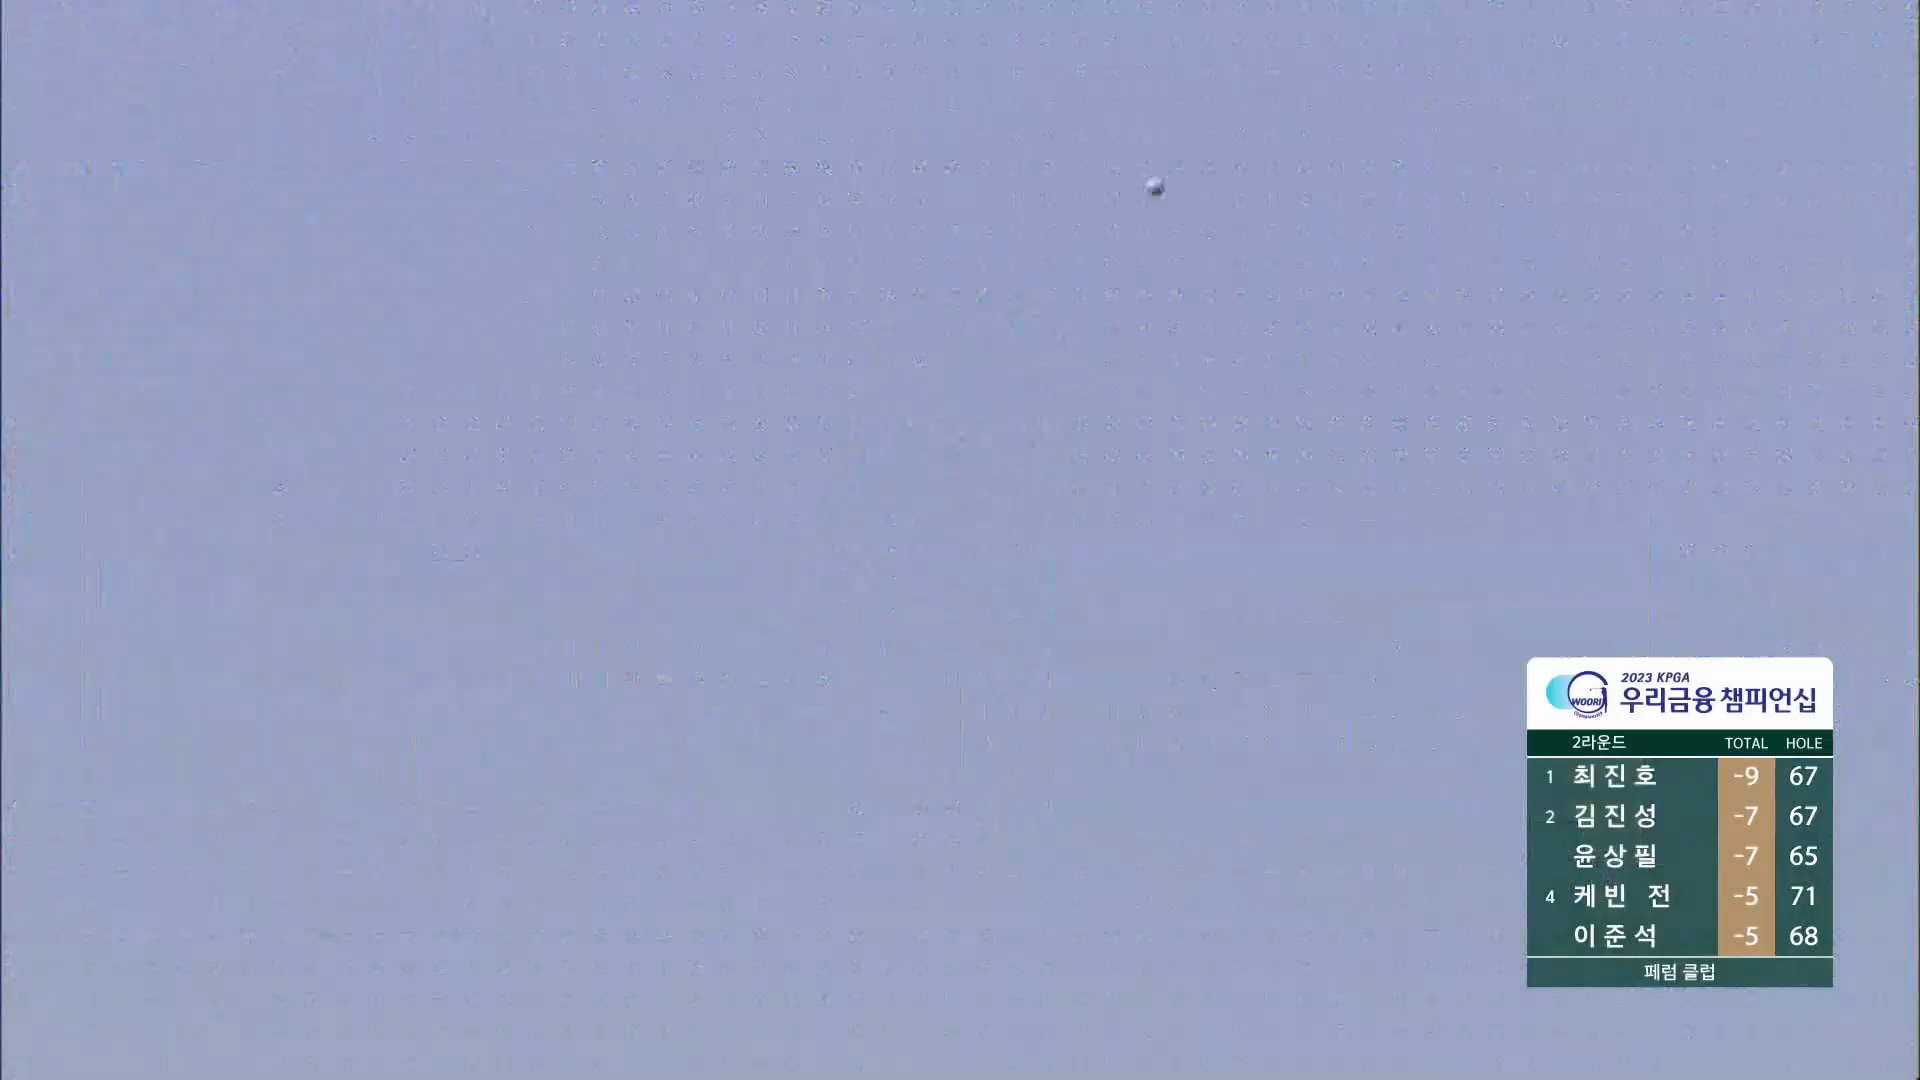 2023 KPGA
WOORI
Championship
우리금융 챔피언십
2라운드 TOTAL HOLE
1 최진호 -9 67
2 김진성 -7 67
윤상필 -7 65
4 케빈 전 -5 71
이준석 -5 68
페럼 클럽